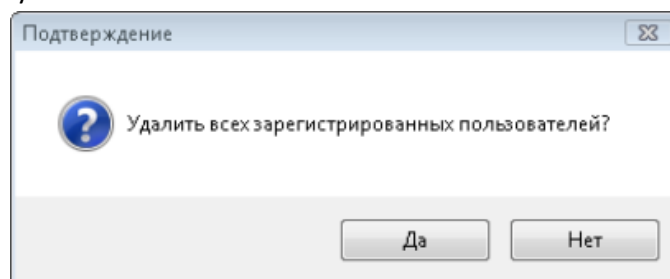 Подтверждение
Удалить всех зарегистрированных пользователей?
Да
Нет